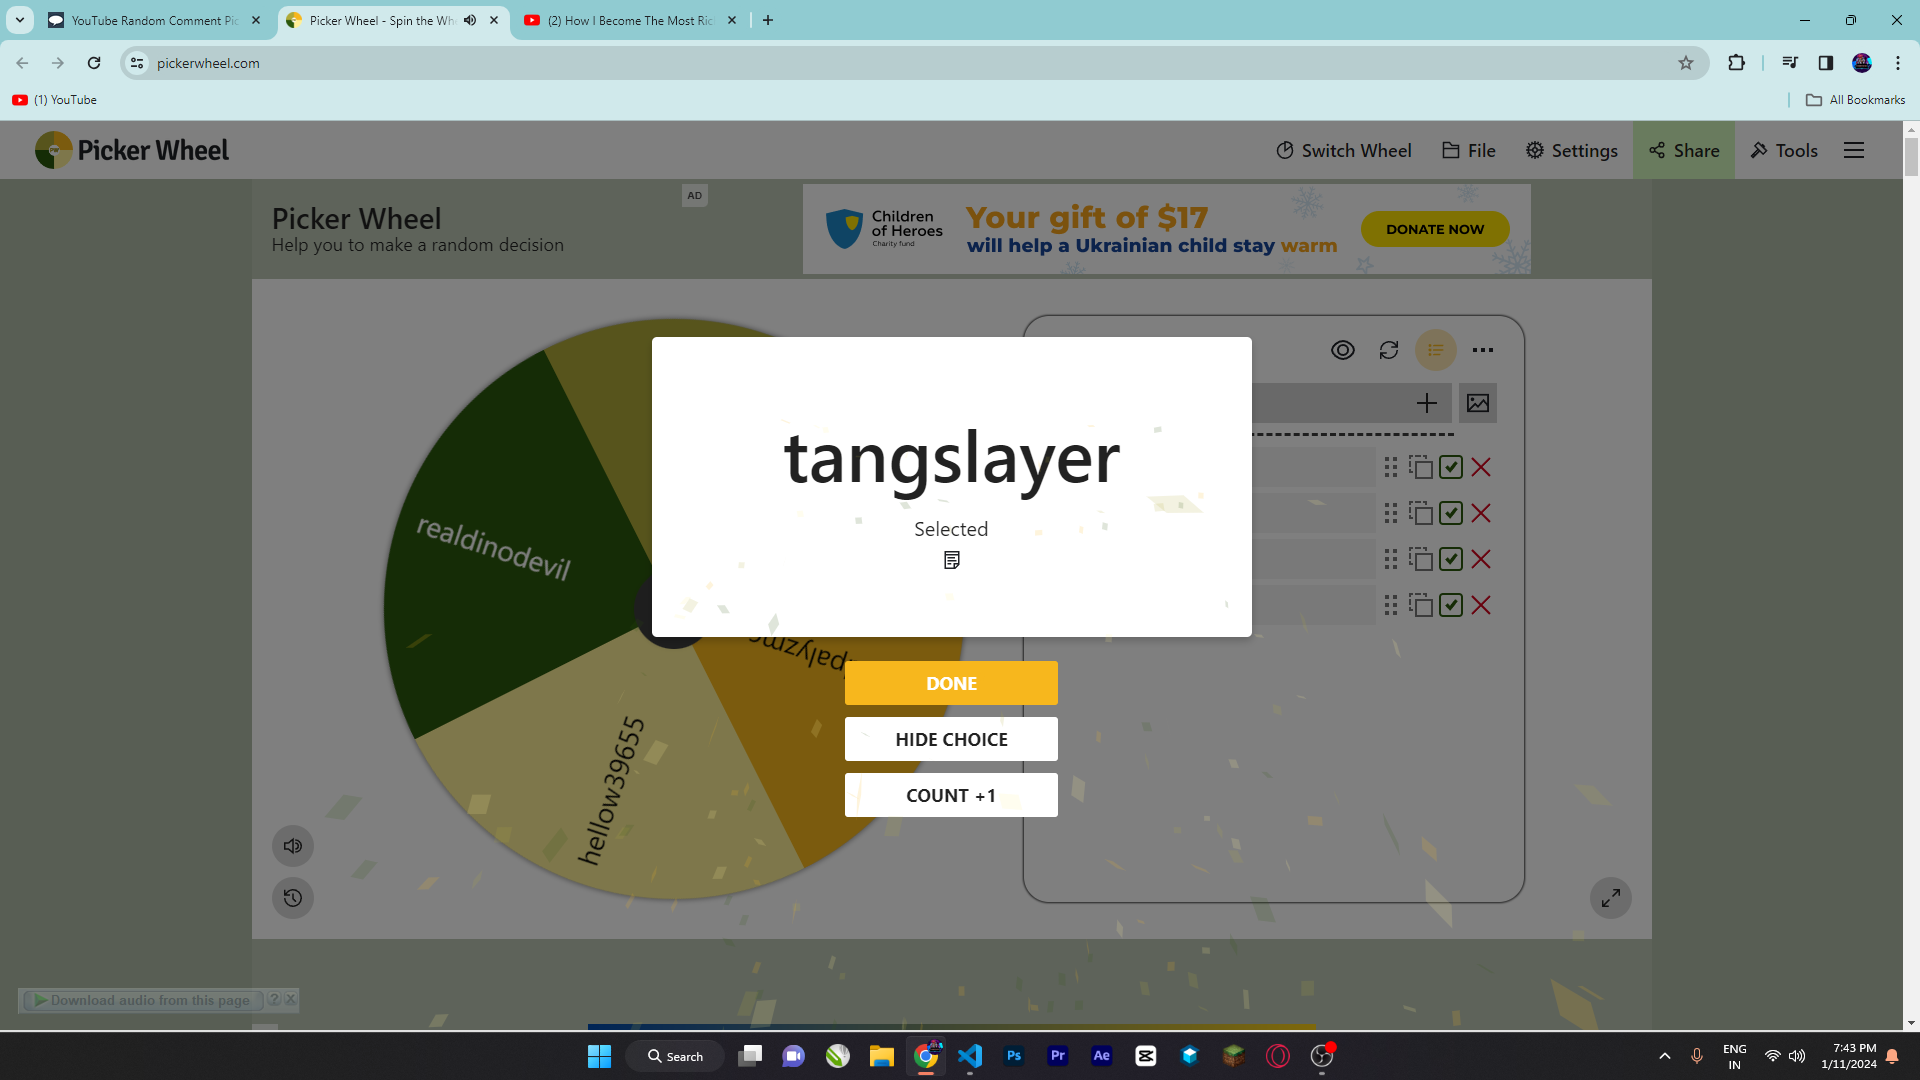 YouTube Random Comment Pic
Picker Wheel - Spin the Whe
(2) How I Become The Most Ric
pickerwheel.com
(1) YouTube
All Bookmarks
Picker Wheel
Switch Wheel
File
Settings
Share
Tools
Picker Wheel
Help you to make a random decision
AD
Children
of Heroes
Charity fund
Your gift of $17
will help a Ukrainian child stay warm
DONATE NOW
realdinodevil
hellow39655
tangslayer
Selected
DONE
HIDE CHOICE
COUNT +1
Download audio from this page
?
X
Search
Ps
Pr
Ae
ENG
IN
7:43 PM
1/11/2024